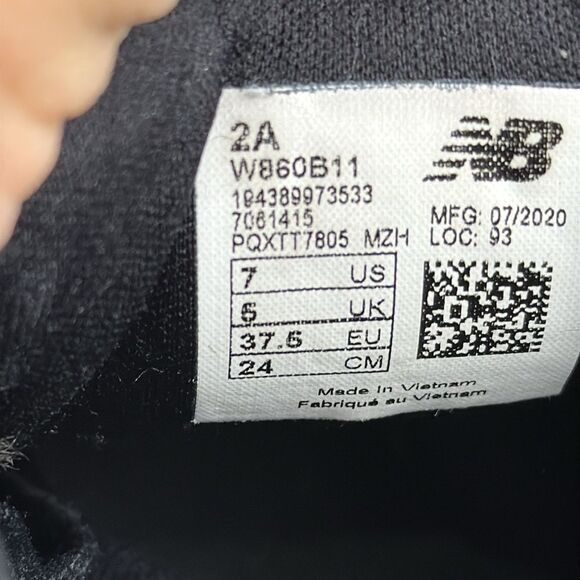 2A
W860B11
194389973533
7061415
PQXTT7805 MZH
NB
MFG: 07/2020
LOC: 93
7 US
5 UK
37.5 EU
24 CM
Made in Vietnam
Fabriqué au Vietnam